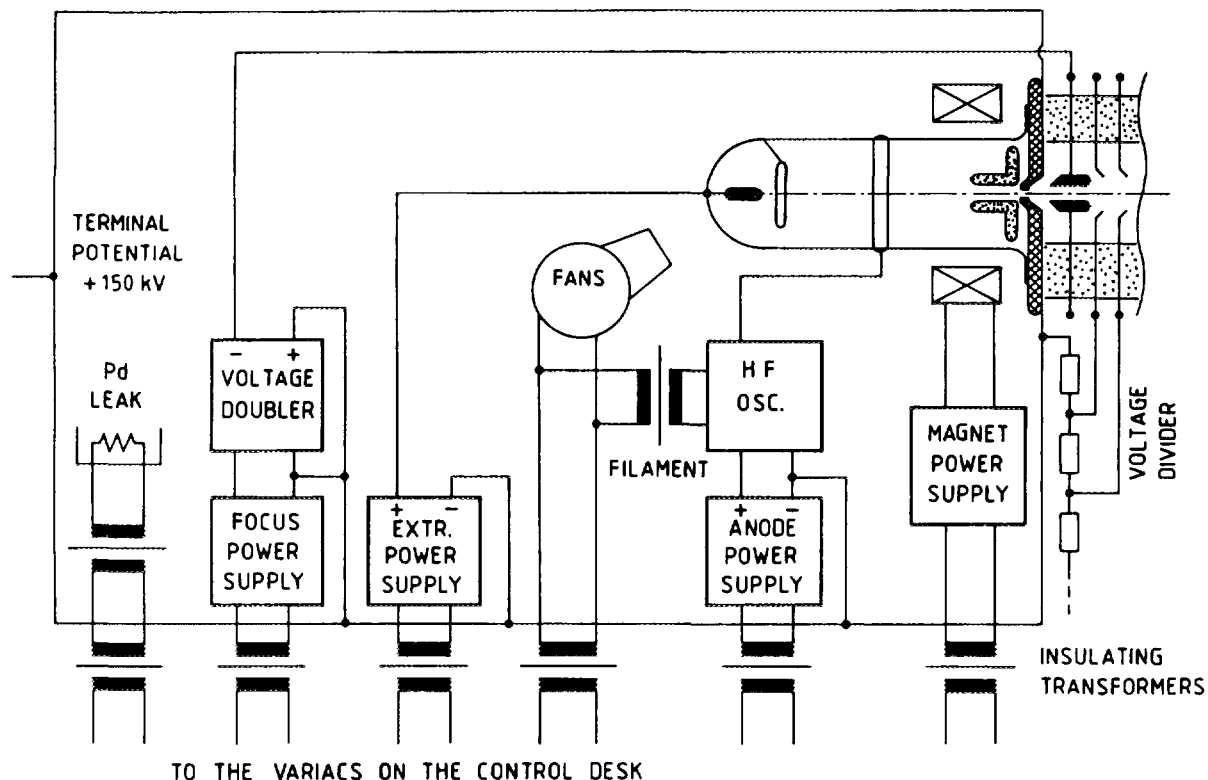 TERMINAL
POTENTIAL
+ 150 kV
Pd
LEAK
- +
VOLTAGE
DOUBLER
FOCUS
POWER
SUPPLY
+ -
EXTR.
POWER
SUPPLY
FANS
FILAMENT
HF
OSC.
+ -
ANODE
POWER
SUPPLY
MAGNET
POWER
SUPPLY
VOLTAGE
DIVIDER
INSULATING
TRANSFORMERS
TO THE VARIACS ON THE CONTROL DESK